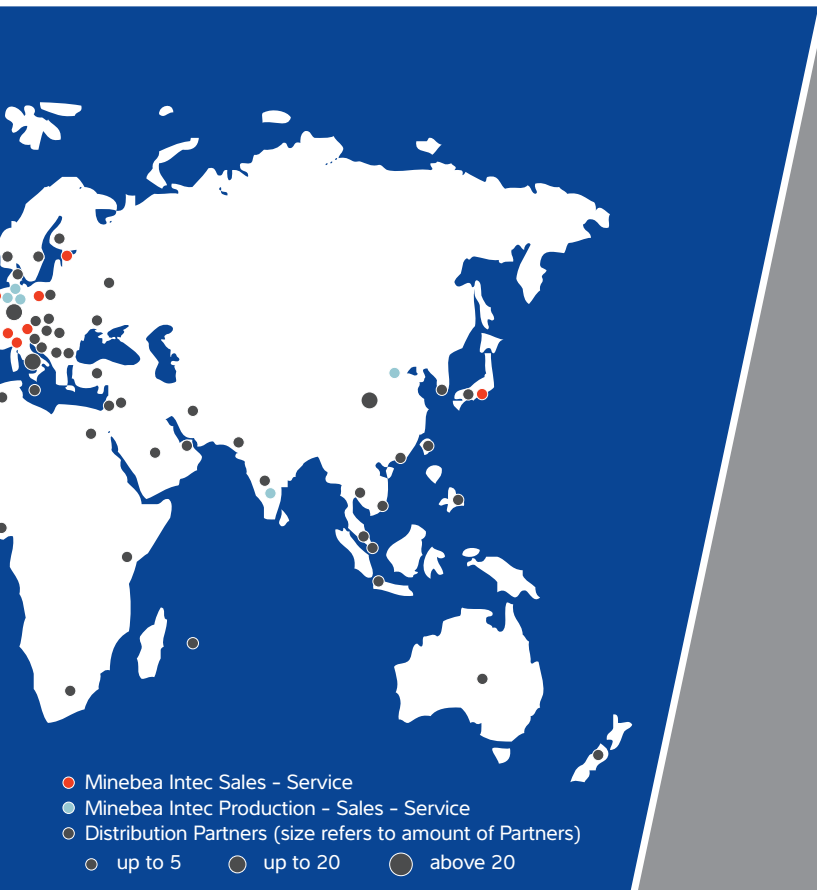 Minebea Intec Sales – Service
Minebea Intec Production – Sales – Service
Distribution Partners (size refers to amount of Partners)
up to 5 up to 20 above 20